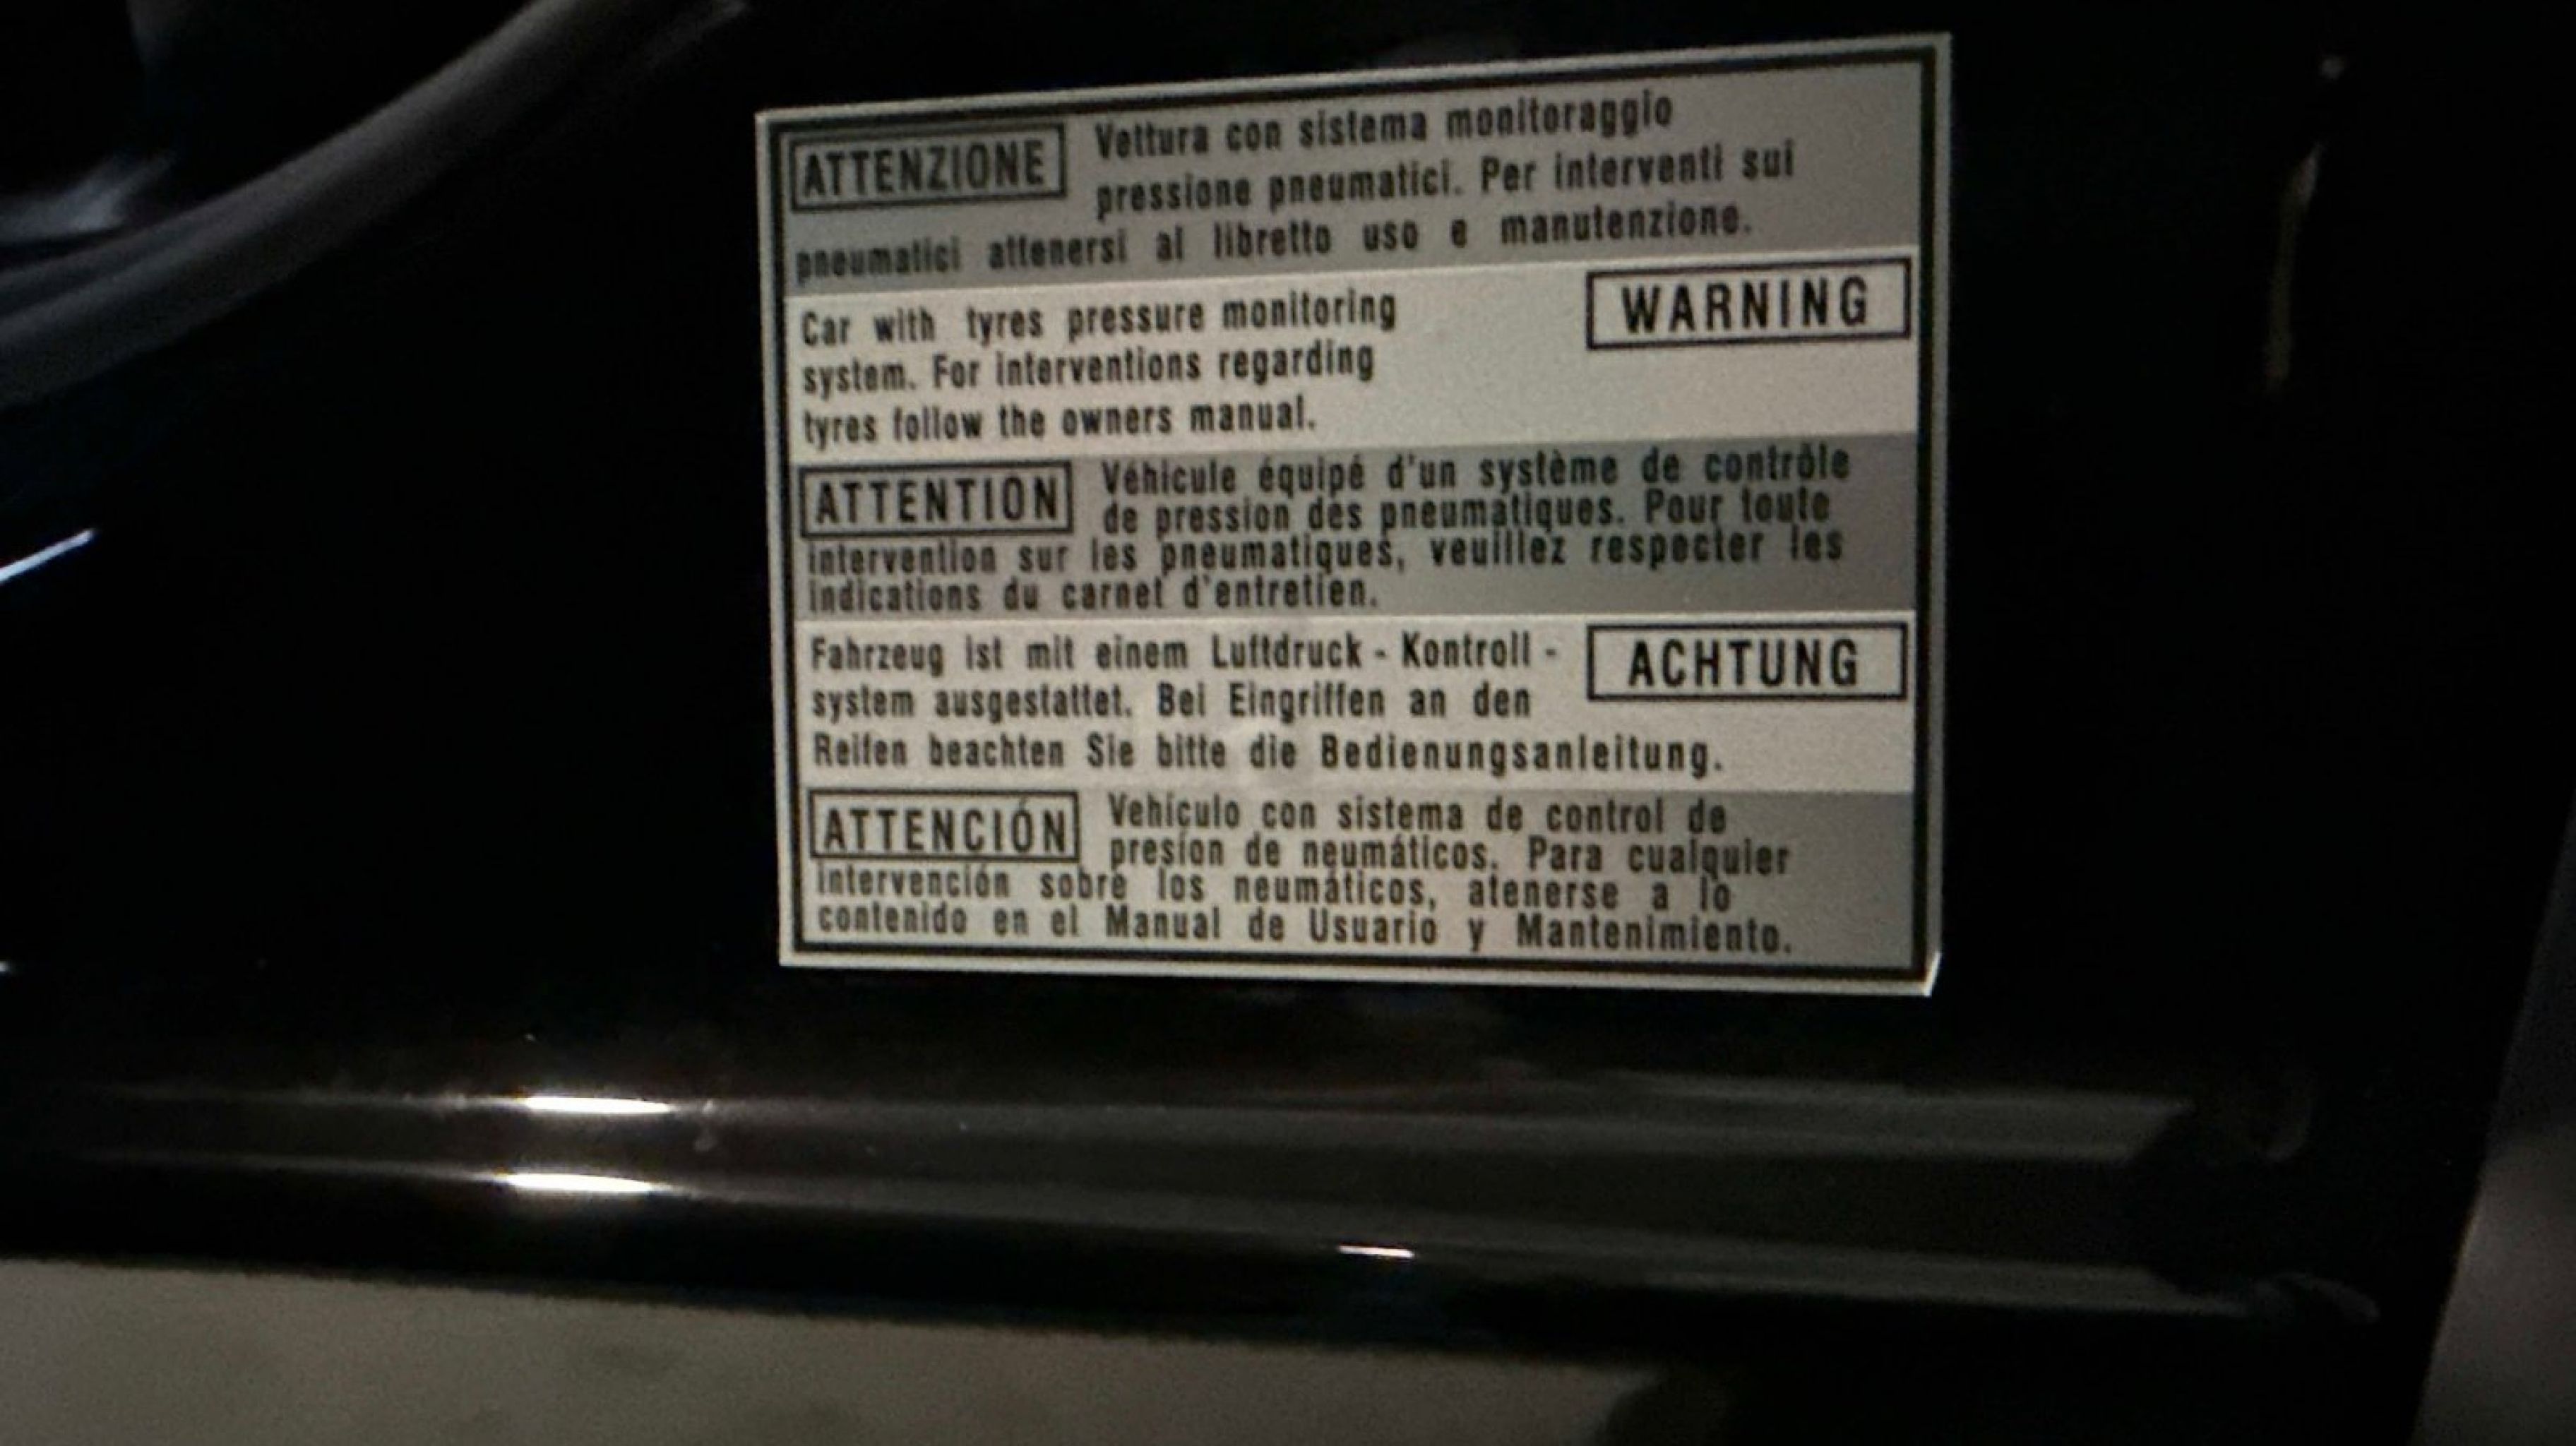 ATTENZIONE Vettura con sistema monitoraggio
pressione pneumatici. Per interventi sui
pneumatici attenersi al libretto uso e manutenzione.
Car with tyres pressure monitoring WARNING
system. For interventions regarding
tyres follow the owners manual.
ATTENTION Véhicule équipé d'un système de contrôle
de pression des pneumatiques. Pour toute
intervention sur les pneumatiques, veuillez respecter les
indications du carnet d'entretien.
Fahrzeug ist mit einem Luftdruck - Kontroll - ACHTUNG
system ausgestattet. Bei Eingriffen an den
Reifen beachten Sie bitte die Bedienungsanleitung.
ATTENCIÓN Vehículo con sistema de control de
presíon de neumáticos. Para cualquier
intervención sobre los neumáticos, atenerse a lo
contenido en el Manual de Usuario y Mantenimiento.